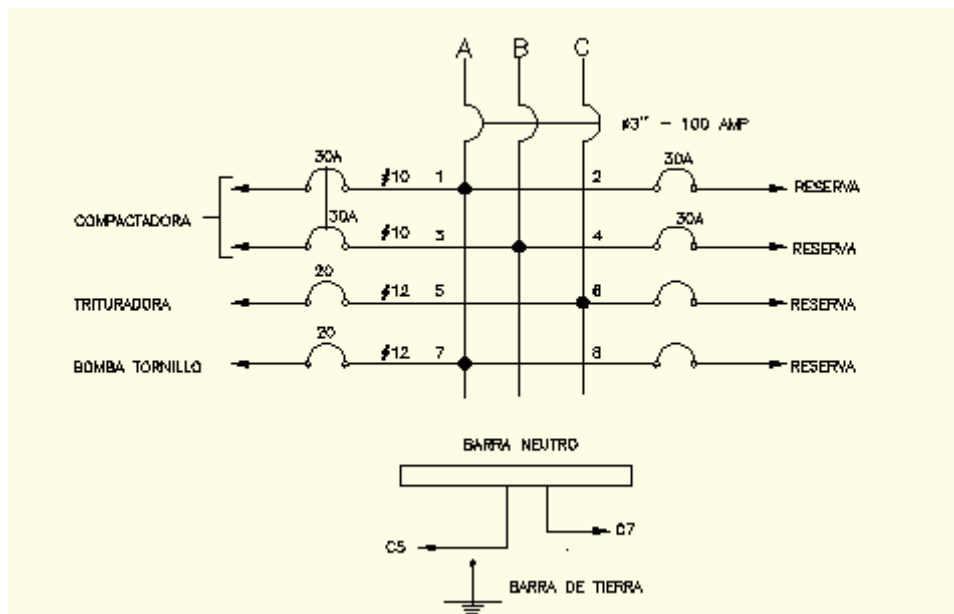 A B C
ø3" - 100 AMP
30A #10 1 2 30A RESERVA
COMPACTADORA
30A #10 3 4 30A RESERVA
TRITURADORA 20 #12 5 6 RESERVA
BOMBA TORNILLO 20 #12 7 8 RESERVA
BARRA NEUTRO
C7
C5
BARRA DE TIERRA